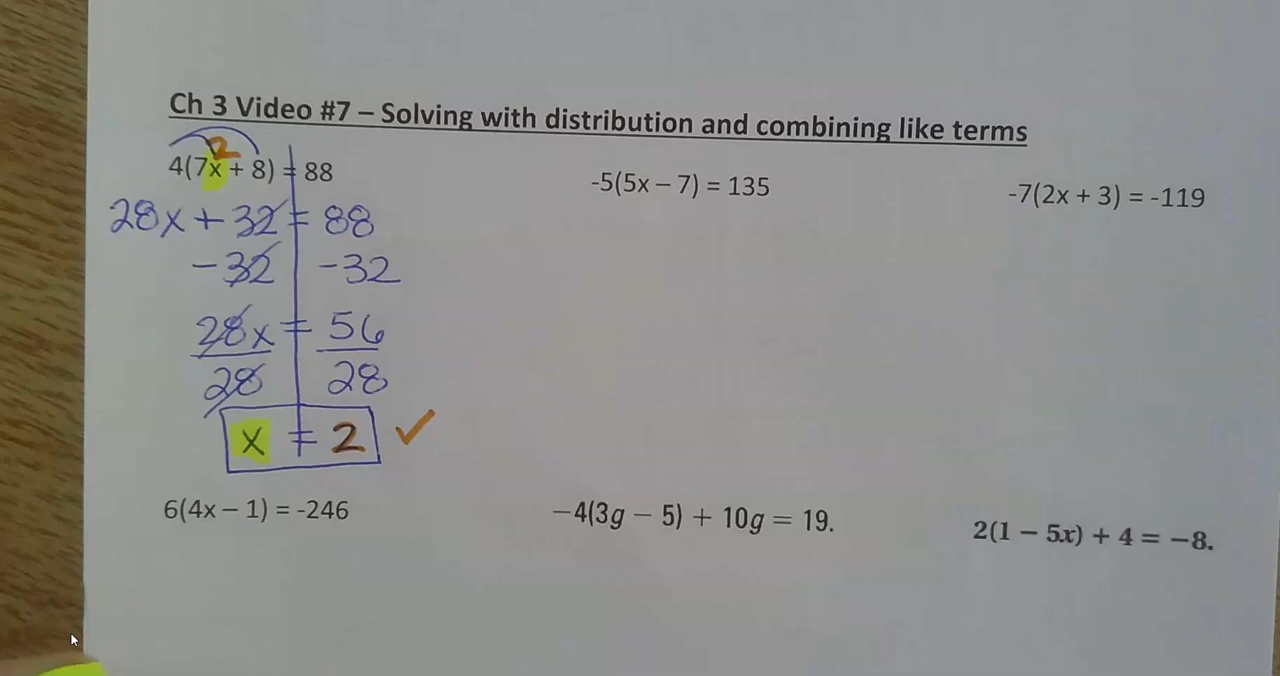 Ch 3 Video #7 – Solving with distribution and combining like terms
2
4(7x + 8) = 88
-5(5x – 7) = 135
-7(2x + 3) = -119
28x + 32 = 88
-32 -32
28x = 56
28 28
x = 2 ✓
6(4x – 1) = -246
−4(3g − 5) + 10g = 19.
2(1 − 5x) + 4 = −8.